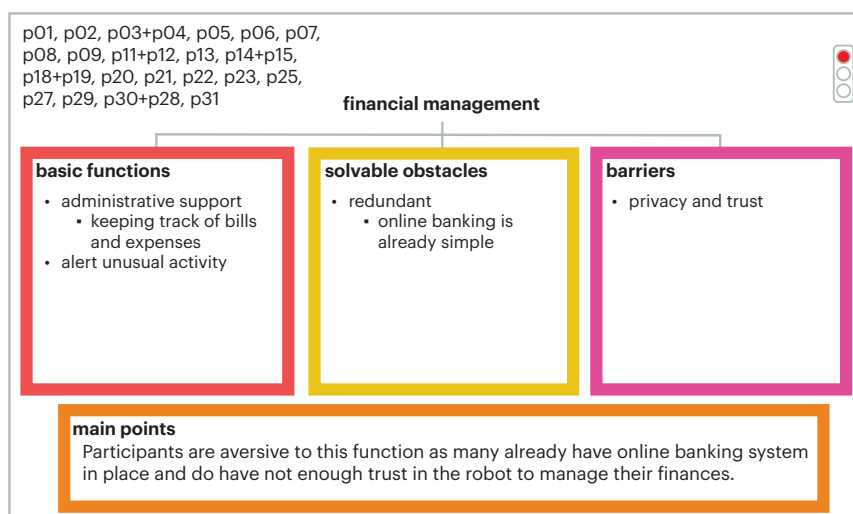 p01, p02, p03+p04, p05, p06, p07,
p08, p09, p11+p12, p13, p14+p15,
p18+p19, p20, p21, p22, p23, p25,
p27, p29, p30+p28, p31
financial management
basic functions
• administrative support
▪ keeping track of bills
and expenses
• alert unusual activity
solvable obstacles
• redundant
▪ online banking is
already simple
barriers
• privacy and trust
main points
Participants are aversive to this function as many already have online banking system
in place and do have not enough trust in the robot to manage their finances.